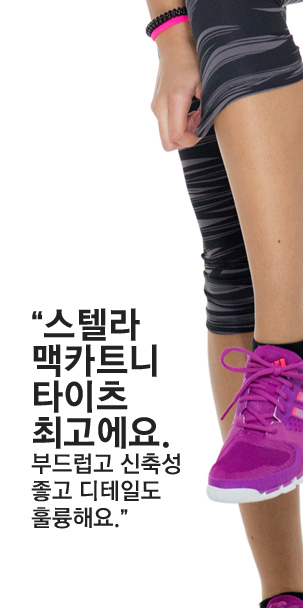 “스텔라
맥카트니
타이츠
최고에요.
부드럽고 신축성
좋고 디테일도
훌륭해요.”